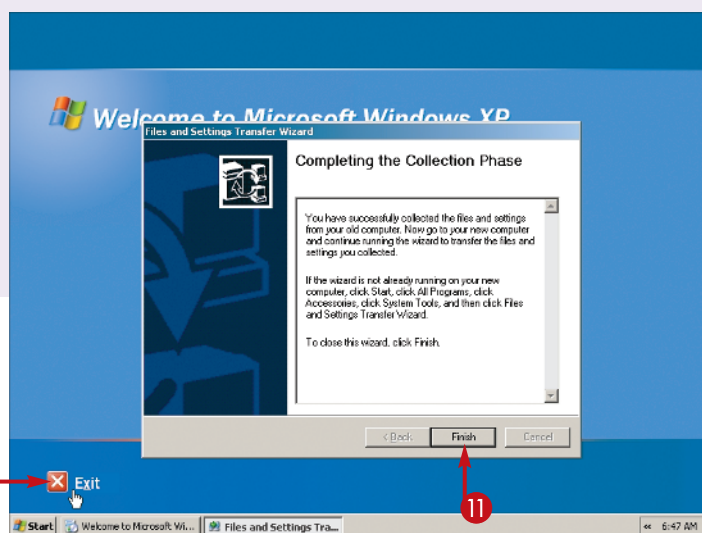 Welcome to Microsoft Windows XP
Files and Settings Transfer Wizard
Completing the Collection Phase
You have successfully collected the files and settings
from your old computer. Now go to your new computer
and continue running the wizard to transfer the files and
settings you collected.
If the wizard is not already running on your new
computer, click Start, click All Programs, click
Accessories, click System Tools, and then click Files
and Settings Transfer Wizard.
To close this wizard, click Finish.
< Back
Finish
Cancel
11
Exit
Start
Welcome to Microsoft Wi...
Files and Settings Tra...
« 6:47 AM